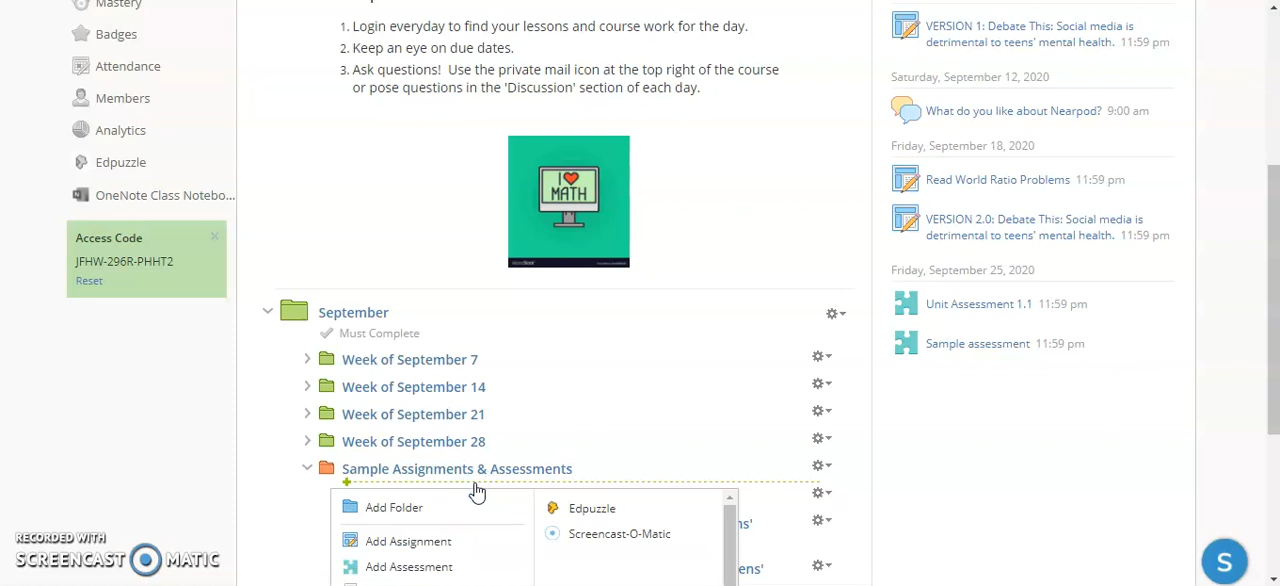 Mastery
Badges
Attendance
Members
Analytics
Edpuzzle
OneNote Class Notebo...
Access Code
JFHW-296R-PHHT2
Reset
1. Login everyday to find your lessons and course work for the day.
2. Keep an eye on due dates.
3. Ask questions!  Use the private mail icon at the top right of the course
or pose questions in the 'Discussion' section of each day.
I
MATH
September
Must Complete
Week of September 7
Week of September 14
Week of September 21
Week of September 28
Sample Assignments & Assessments
Add Folder
Add Assignment
Add Assessment
Edpuzzle
Screencast-O-Matic
ns'
ens'
VERSION 1: Debate This: Social media is
detrimental to teens' mental health. 11:59 pm
Saturday, September 12, 2020
What do you like about Nearpod? 9:00 am
Friday, September 18, 2020
Read World Ratio Problems 11:59 pm
VERSION 2.0: Debate This: Social media is
detrimental to teens' mental health. 11:59 pm
Friday, September 25, 2020
Unit Assessment 1.1 11:59 pm
Sample assessment 11:59 pm
RECORDED WITH
SCREENCAST MATIC
S